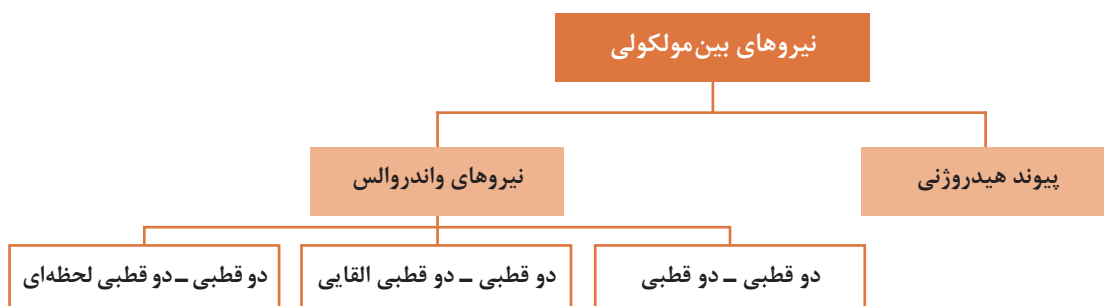 نیروهای بین‌مولکولی
پیوند هیدروژنی
نیروهای واندروالس
دو قطبی ـ دو قطبی
دو قطبی ـ دو قطبی القایی
دو قطبی ـ دو قطبی لحظه‌ای